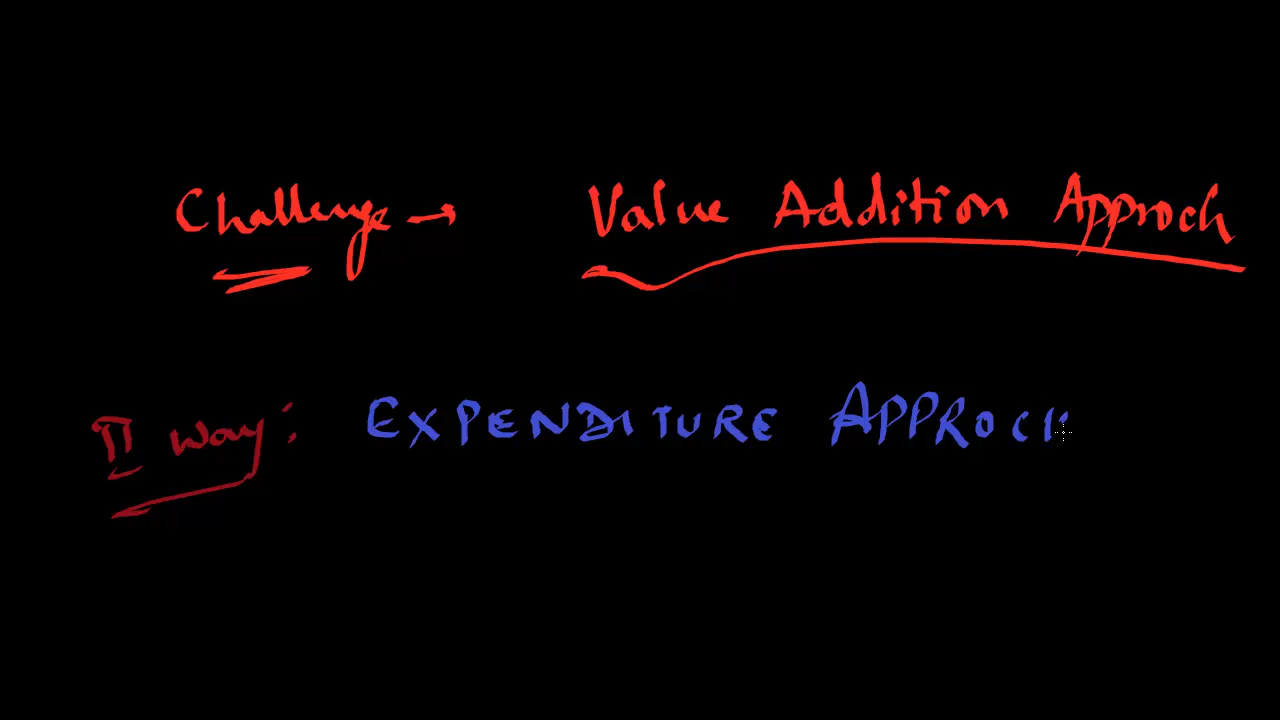 Challenge → Value Addition Approch
II way: EXPENDITURE APPROCH